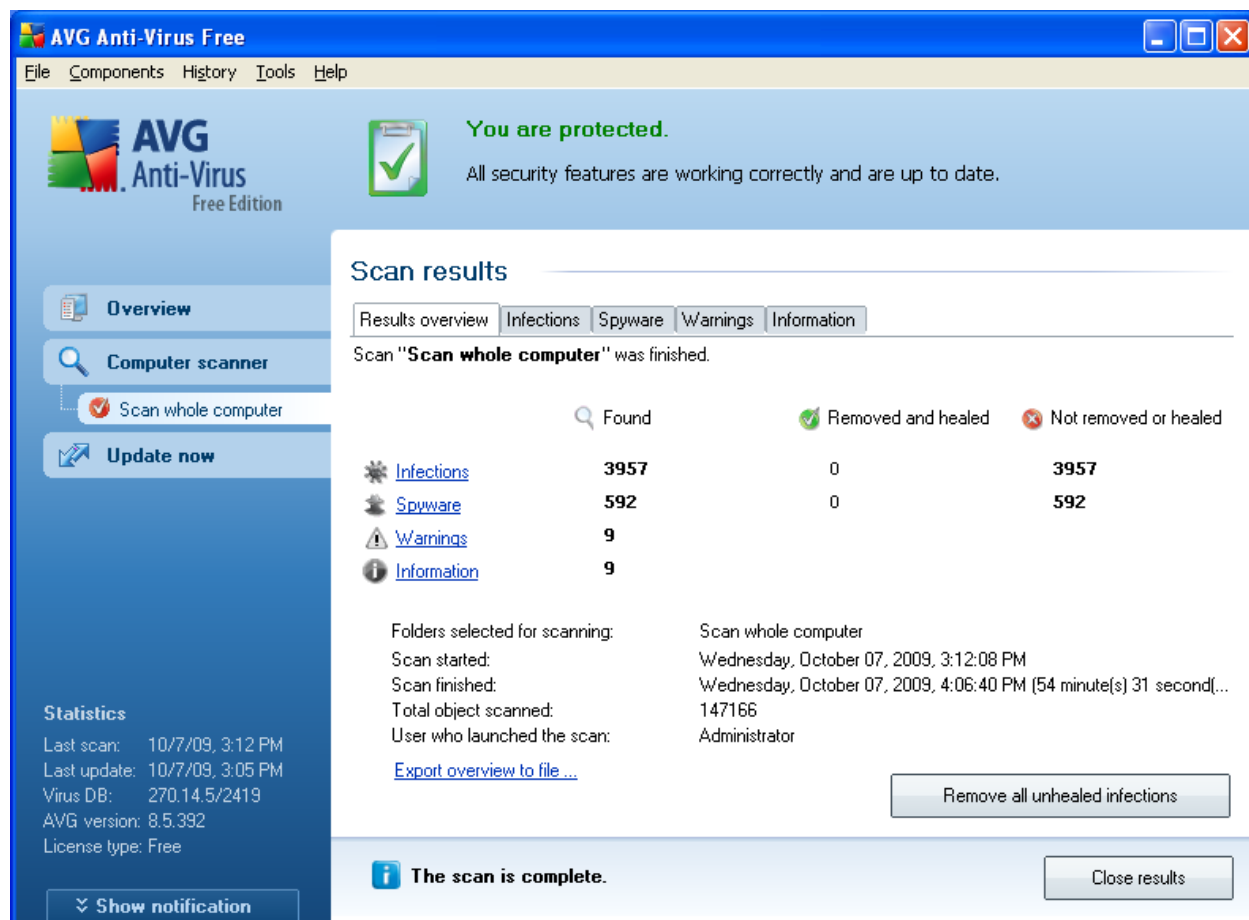 AVG Anti-Virus Free
File Components History Tools Help
AVG
Anti-Virus
Free Edition
You are protected.
All security features are working correctly and are up to date.
Overview
Computer scanner
Scan whole computer
Update now
Scan results
Results overview Infections Spyware Warnings Information
Scan "Scan whole computer" was finished.
Found Removed and healed Not removed or healed
Infections 3957 0 3957
Spyware 592 0 592
Warnings 9
Information 9
Folders selected for scanning: Scan whole computer
Scan started: Wednesday, October 07, 2009, 3:12:08 PM
Scan finished: Wednesday, October 07, 2009, 4:06:40 PM (54 minute(s) 31 second(...
Total object scanned: 147166
User who launched the scan: Administrator
Export overview to file ...
Remove all unhealed infections
Statistics
Last scan: 10/7/09, 3:12 PM
Last update: 10/7/09, 3:05 PM
Virus DB: 270.14.5/2419
AVG version: 8.5.392
License type: Free
Show notification
The scan is complete.
Close results